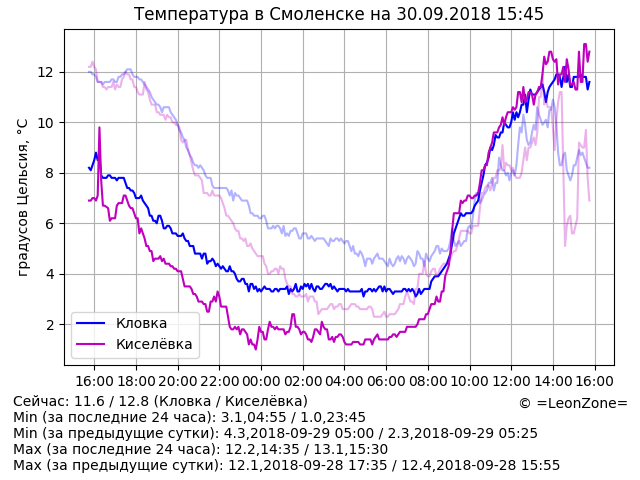 Температура в Смоленске на 30.09.2018 15:45
градусов Цельсия, °C
12
10
8
6
4
2
Кловка
Киселёвка
16:00 18:00 20:00 22:00 00:00 02:00 04:00 06:00 08:00 10:00 12:00 14:00 16:00
Сейчас: 11.6 / 12.8 (Кловка / Киселёвка)
© =LeonZone=
Min (за последние 24 часа): 3.1,04:55 / 1.0,23:45
Min (за предыдущие сутки): 4.3,2018-09-29 05:00 / 2.3,2018-09-29 05:25
Max (за последние 24 часа): 12.2,14:35 / 13.1,15:30
Max (за предыдущие сутки): 12.1,2018-09-28 17:35 / 12.4,2018-09-28 15:55